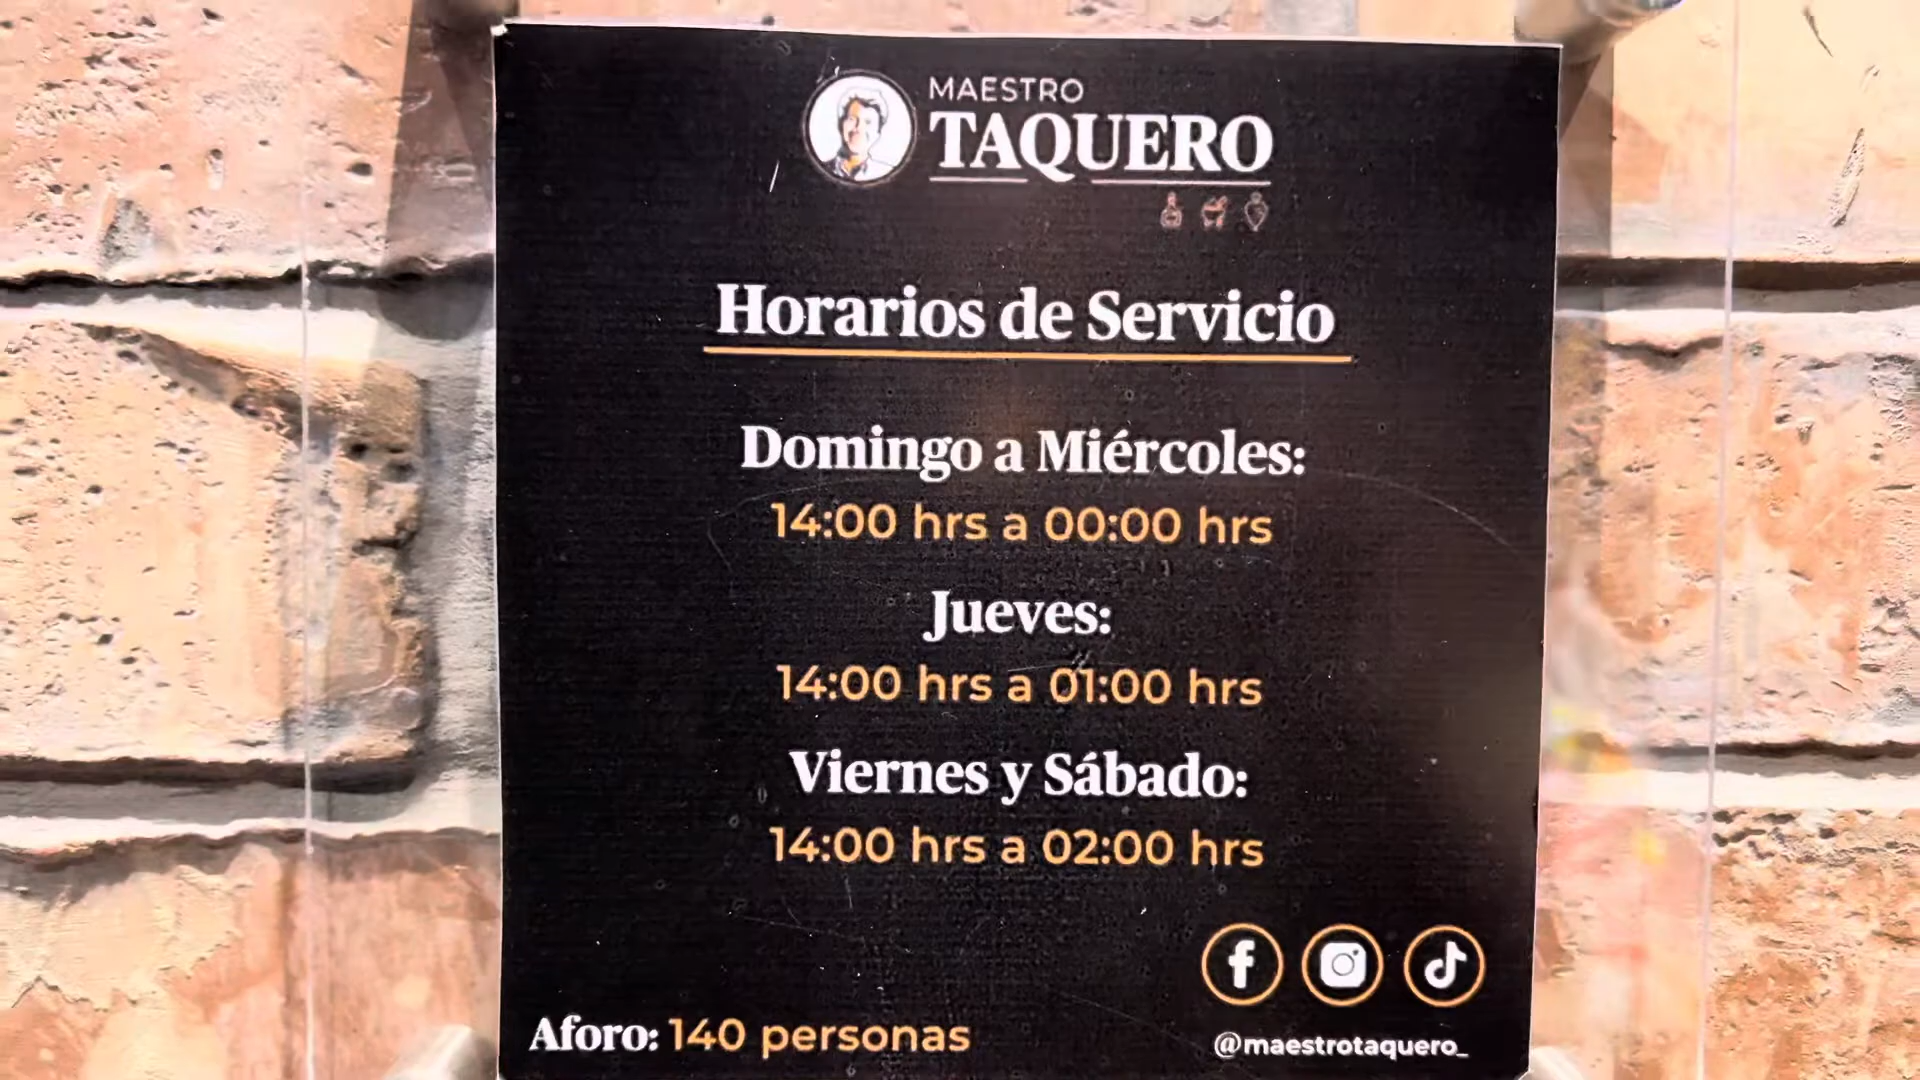 MAESTRO
TAQUERO
Horarios de Servicio
Domingo a Miércoles:
14:00 hrs a 00:00 hrs
Jueves:
14:00 hrs a 01:00 hrs
Viernes y Sábado:
14:00 hrs a 02:00 hrs
Aforo: 140 personas
@maestrotaquero_